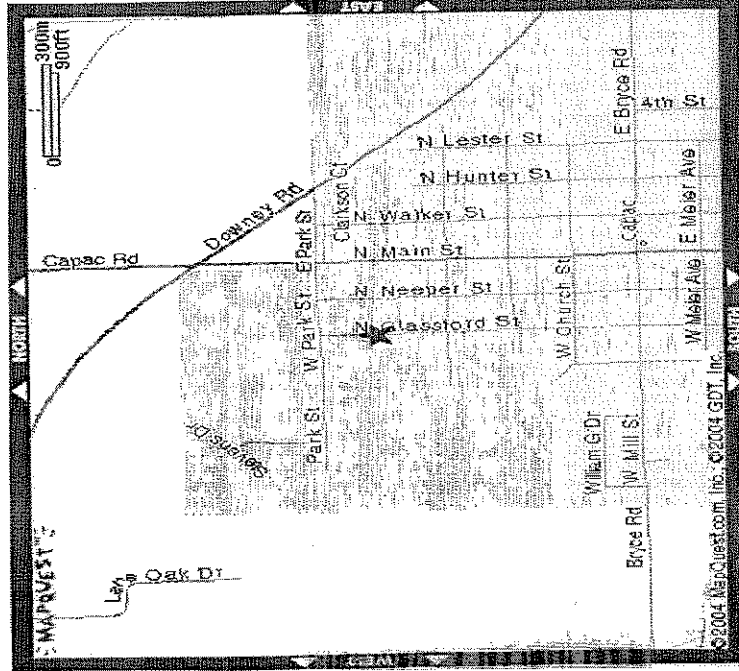 NORTH
EAST
300m
900ft
0
MAPQUEST
Capac Rd
Downey Rd
Oak Dr
Stevens Dr
Park St
W Park St
E Park St
Clarkson Ct
N Glassford St
N Neeper St
N Main St
N Walker St
N Hunter St
N Lester St
W Church St
William G Dr
W Mill St
Bryce Rd
Capac
E Bryce Rd
4th St
W Meier Ave
E Meier Ave
©2004 MapQuest.com, Inc. ©2004 GDT, Inc.